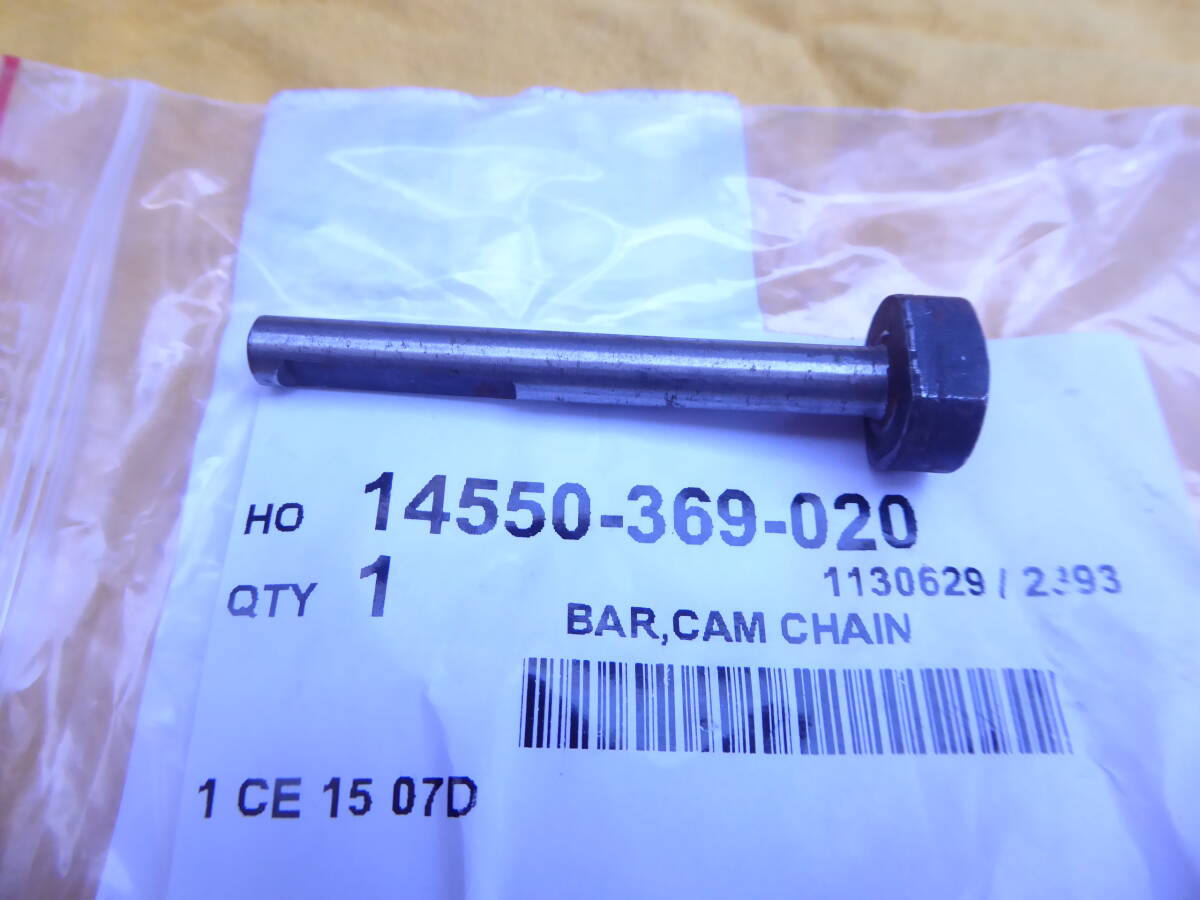 HO 14550-369-020
QTY 1
1130629 / 2393
BAR,CAM CHAIN
1 CE 15 07D